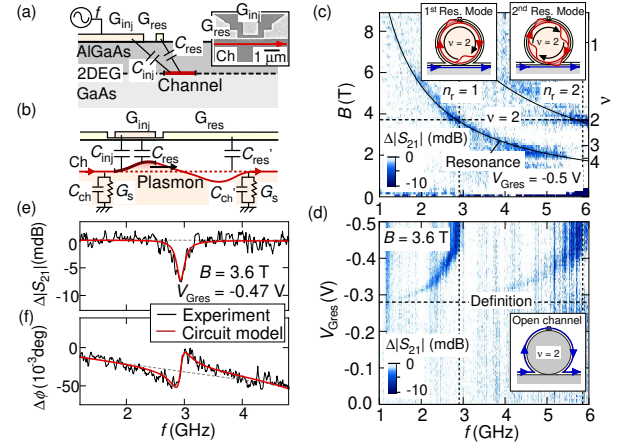 (a)
f
G_inj
G_res
AlGaAs
2DEG
GaAs
C_inj
C_res
Channel
G_inj
G_res
Ch
1 μm
(b)
G_inj
G_res
C_inj
C_res
C_res'
Ch
Plasmon
C_ch
G_s
C_ch'
G_s
(c)
1st Res. Mode
2nd Res. Mode
ν = 2
ν = 2
n_r = 1
n_r = 2
ν
1
2
3
4
B (T)
8
6
4
2
0
ν = 2
Δ|S21| (mdB)
0
-10
Resonance
V_Gres = -0.5 V
1 2 3 4 5 6
f (GHz)
(d)
V_Gres (V)
-0.5
-0.4
-0.3
-0.2
-0.1
0.0
B = 3.6 T
Definition
Δ|S21| (mdB)
0
-10
Open channel
ν = 2
1 2 3 4 5 6
f (GHz)
(e)
Δ|S21| (mdB)
0
-5
-10
B = 3.6 T
V_Gres = -0.47 V
Experiment
Circuit model
(f)
Δϕ (10^3deg)
0
-50
2 3 4
f (GHz)